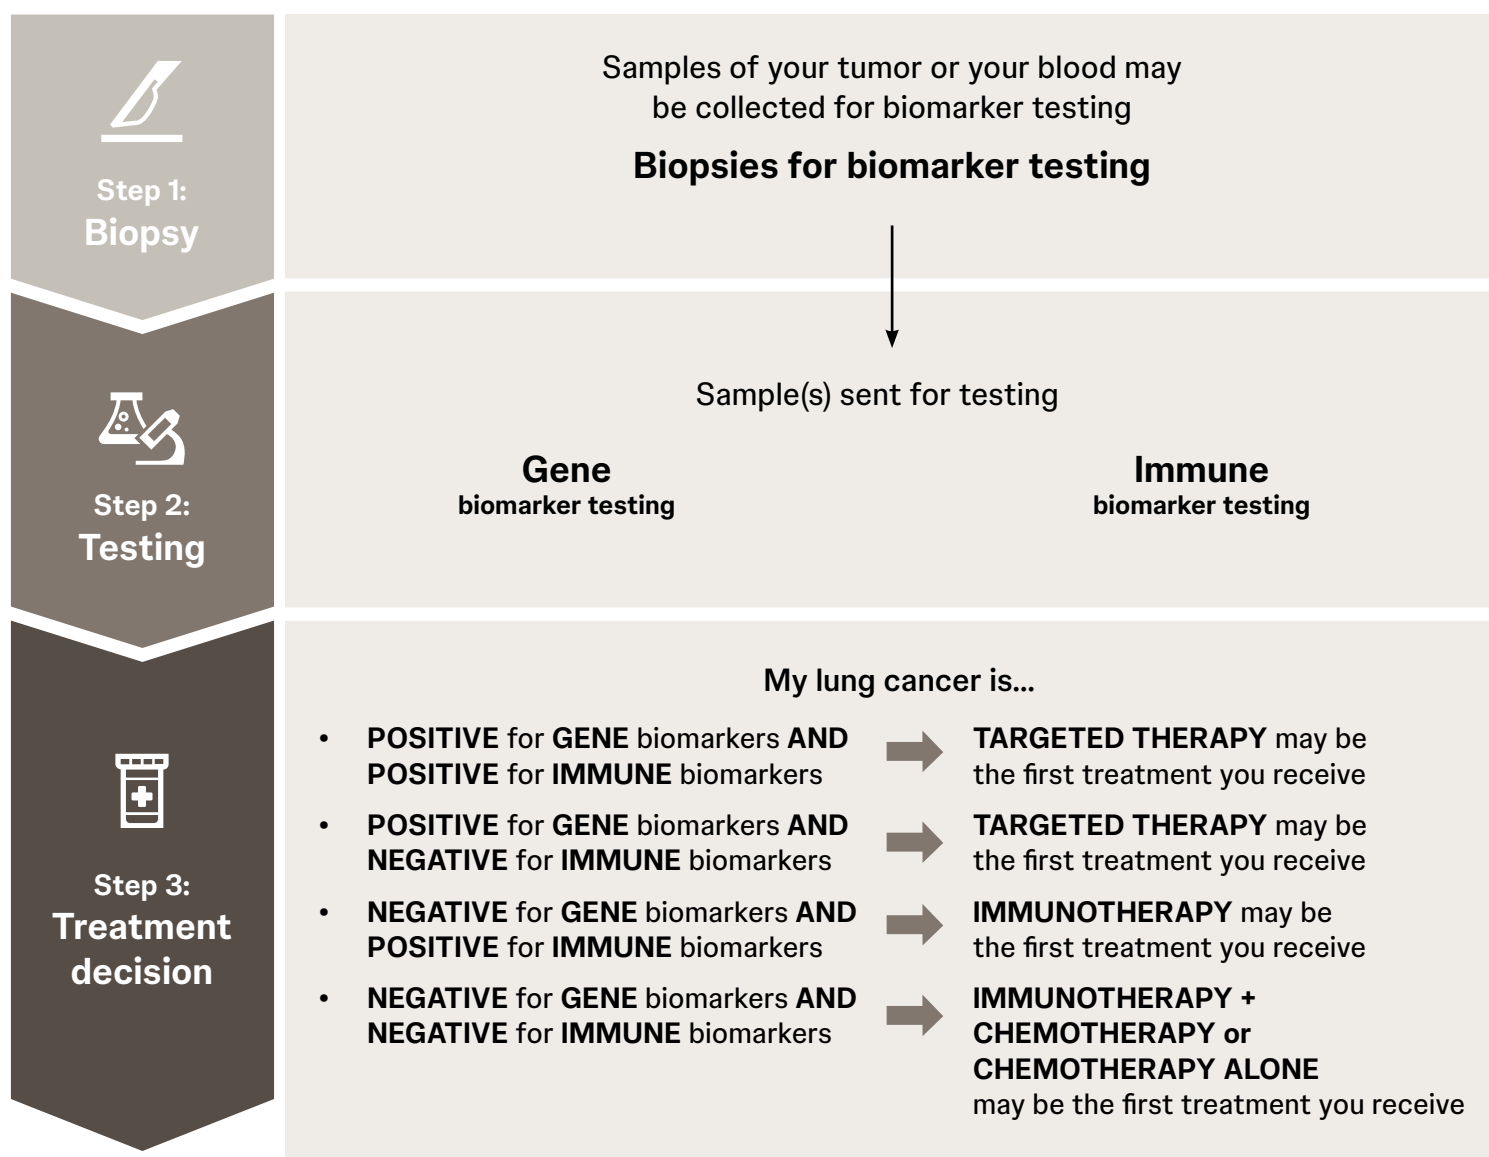 Step 1:
Biopsy
Samples of your tumor or your blood may
be collected for biomarker testing
Biopsies for biomarker testing
Step 2:
Testing
Sample(s) sent for testing
Gene
biomarker testing
Immune
biomarker testing
Step 3:
Treatment
decision
My lung cancer is...
• POSITIVE for GENE biomarkers AND
POSITIVE for IMMUNE biomarkers
TARGETED THERAPY may be
the first treatment you receive
• POSITIVE for GENE biomarkers AND
NEGATIVE for IMMUNE biomarkers
TARGETED THERAPY may be
the first treatment you receive
• NEGATIVE for GENE biomarkers AND
POSITIVE for IMMUNE biomarkers
IMMUNOTHERAPY may be
the first treatment you receive
• NEGATIVE for GENE biomarkers AND
NEGATIVE for IMMUNE biomarkers
IMMUNOTHERAPY +
CHEMOTHERAPY or
CHEMOTHERAPY ALONE
may be the first treatment you receive